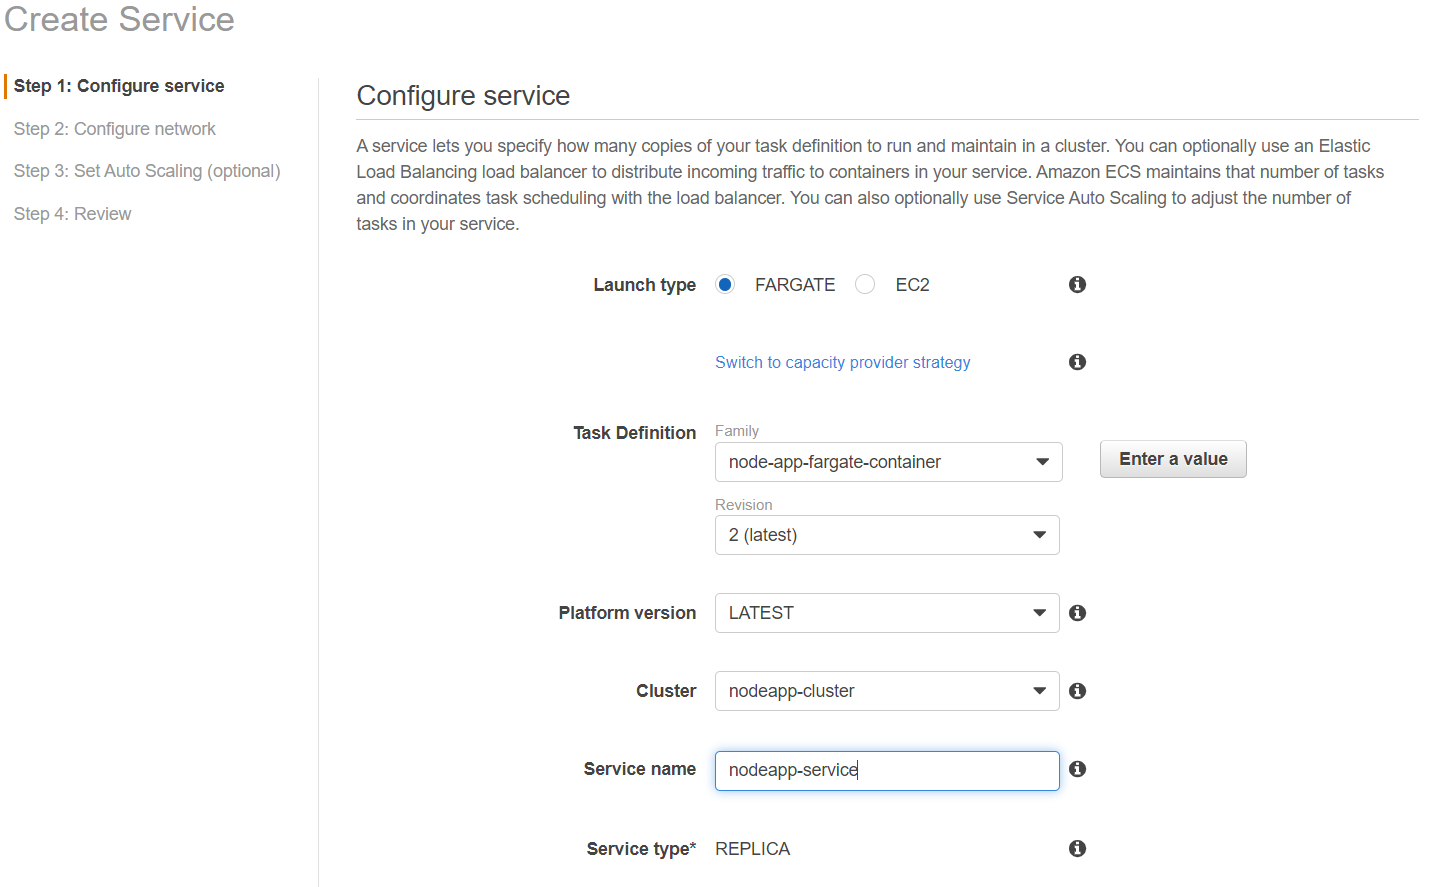 Create Service
Step 1: Configure service
Step 2: Configure network
Step 3: Set Auto Scaling (optional)
Step 4: Review
Configure service
A service lets you specify how many copies of your task definition to run and maintain in a cluster. You can optionally use an Elastic
Load Balancing load balancer to distribute incoming traffic to containers in your service. Amazon ECS maintains that number of tasks
and coordinates task scheduling with the load balancer. You can also optionally use Service Auto Scaling to adjust the number of
tasks in your service.
Launch type FARGATE EC2
Switch to capacity provider strategy
Task Definition Family
node-app-fargate-container Enter a value
Revision
2 (latest)
Platform version LATEST
Cluster nodeapp-cluster
Service name nodeapp-service
Service type* REPLICA